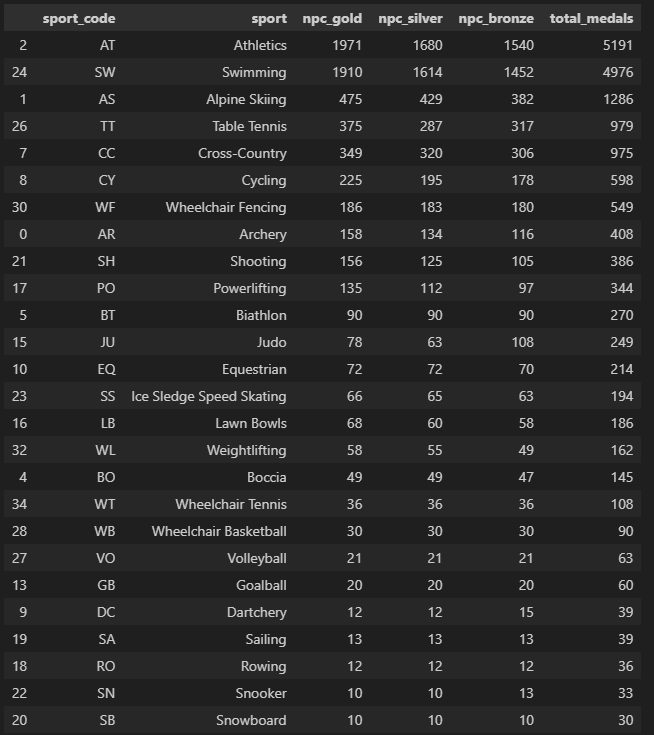 sport_code sport npc_gold npc_silver npc_bronze total_medals
2 AT Athletics 1971 1680 1540 5191
24 SW Swimming 1910 1614 1452 4976
1 AS Alpine Skiing 475 429 382 1286
26 TT Table Tennis 375 287 317 979
7 CC Cross-Country 349 320 306 975
8 CY Cycling 225 195 178 598
30 WF Wheelchair Fencing 186 183 180 549
0 AR Archery 158 134 116 408
21 SH Shooting 156 125 105 386
17 PO Powerlifting 135 112 97 344
5 BT Biathlon 90 90 90 270
15 JU Judo 78 63 108 249
10 EQ Equestrian 72 72 70 214
23 SS Ice Sledge Speed Skating 66 65 63 194
16 LB Lawn Bowls 68 60 58 186
32 WL Weightlifting 58 55 49 162
4 BO Boccia 49 49 47 145
34 WT Wheelchair Tennis 36 36 36 108
28 WB Wheelchair Basketball 30 30 30 90
27 VO Volleyball 21 21 21 63
13 GB Goalball 20 20 20 60
9 DC Dartchery 12 12 15 39
19 SA Sailing 13 13 13 39
18 RO Rowing 12 12 12 36
22 SN Snooker 10 10 13 33
20 SB Snowboard 10 10 10 30